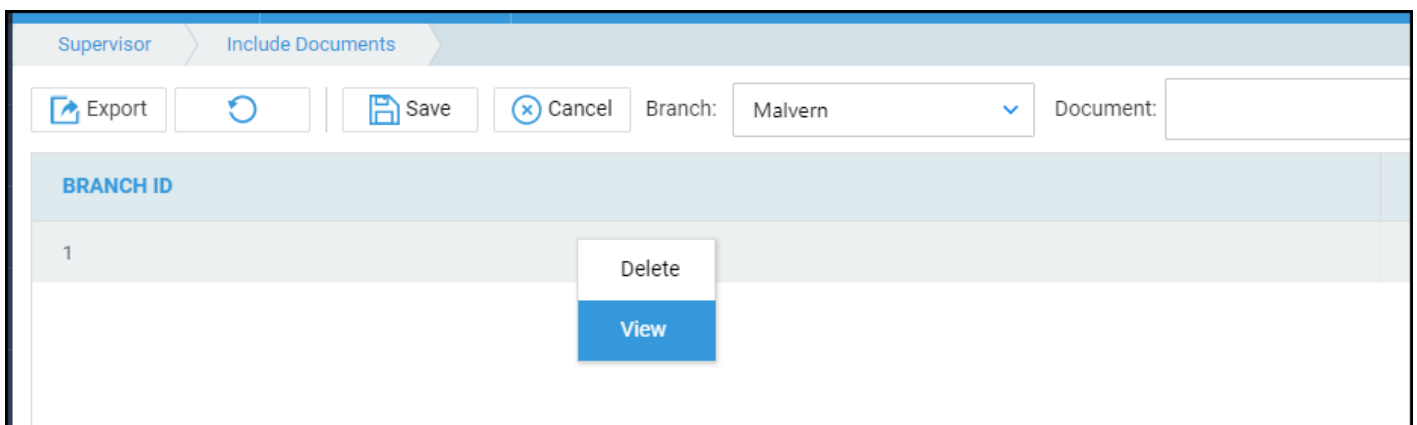 Supervisor Include Documents
Export Save Cancel Branch: Malvern Document:
BRANCH ID
1
Delete
View